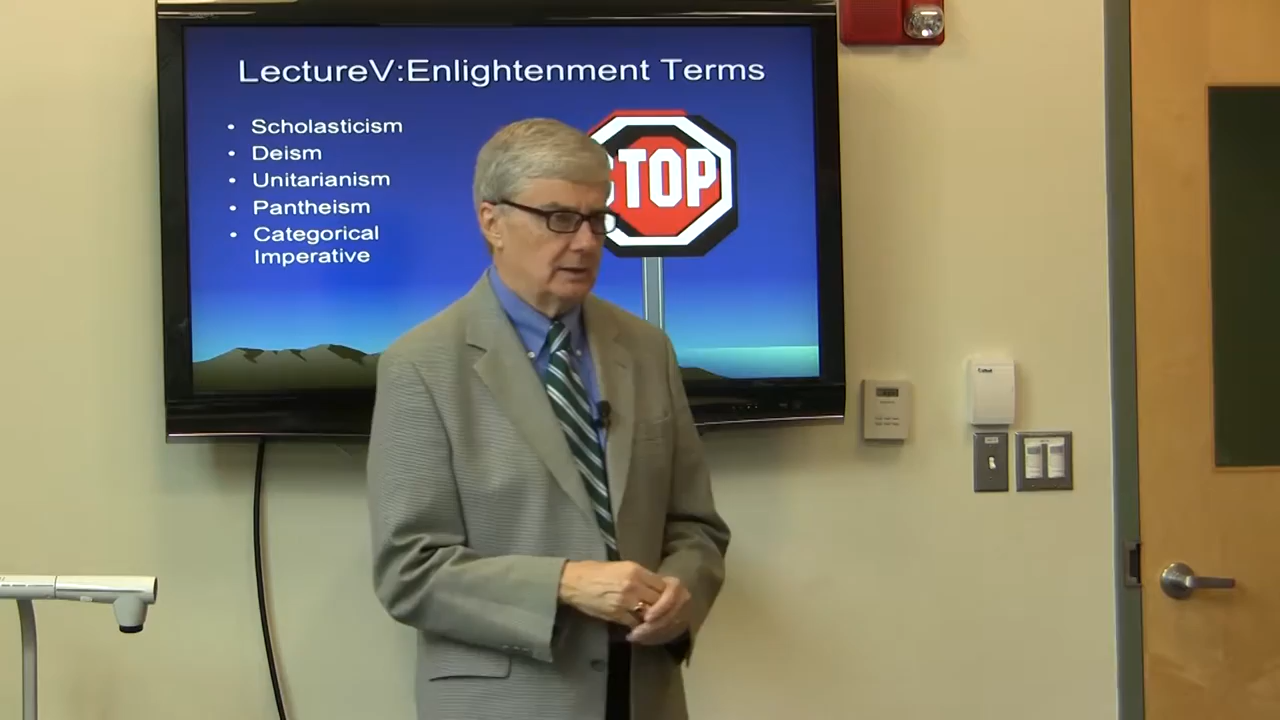 LectureV:Enlightenment Terms
• Scholasticism
• Deism
• Unitarianism
• Pantheism
• Categorical
Imperative
TOP